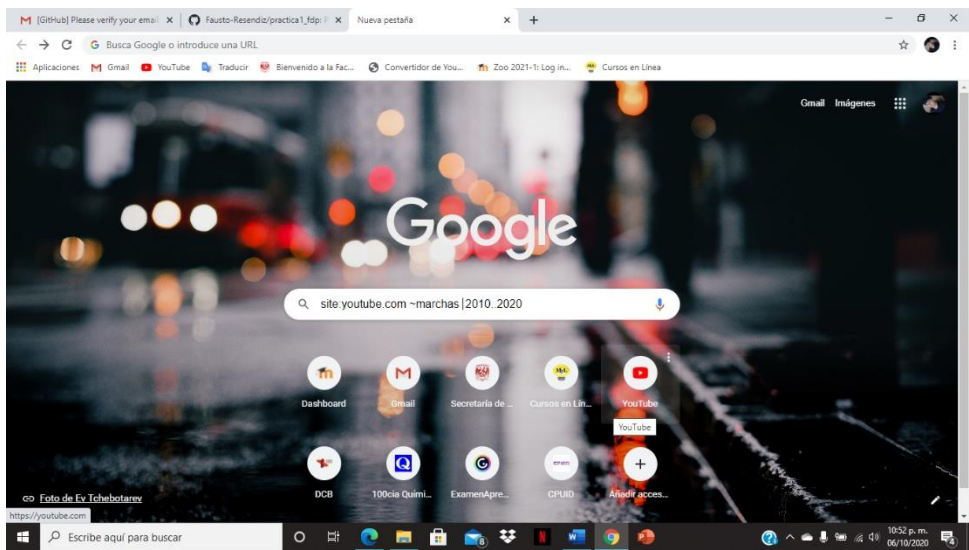 [GitHub] Please verify your email
Fausto-Resendiz/practica1_fdp: P
Nueva pestaña
Busca Google o introduce una URL
Aplicaciones Gmail YouTube Traducir Bienvenido a la Fac... Convertidor de You... Zoo 2021-1: Log in... Cursos en Línea
Gmail Imágenes
Google
site:youtube.com ~marchas |2010..2020
Dashboard Gmail Secretaría de ... Cursos en Lín... YouTube
YouTube
DCB 100cia Quimi... ExamenApre... CPUID Añadir acces...
Foto de Ev Tchebotarev
https://youtube.com
Escribe aquí para buscar
10:52 p. m.
06/10/2020